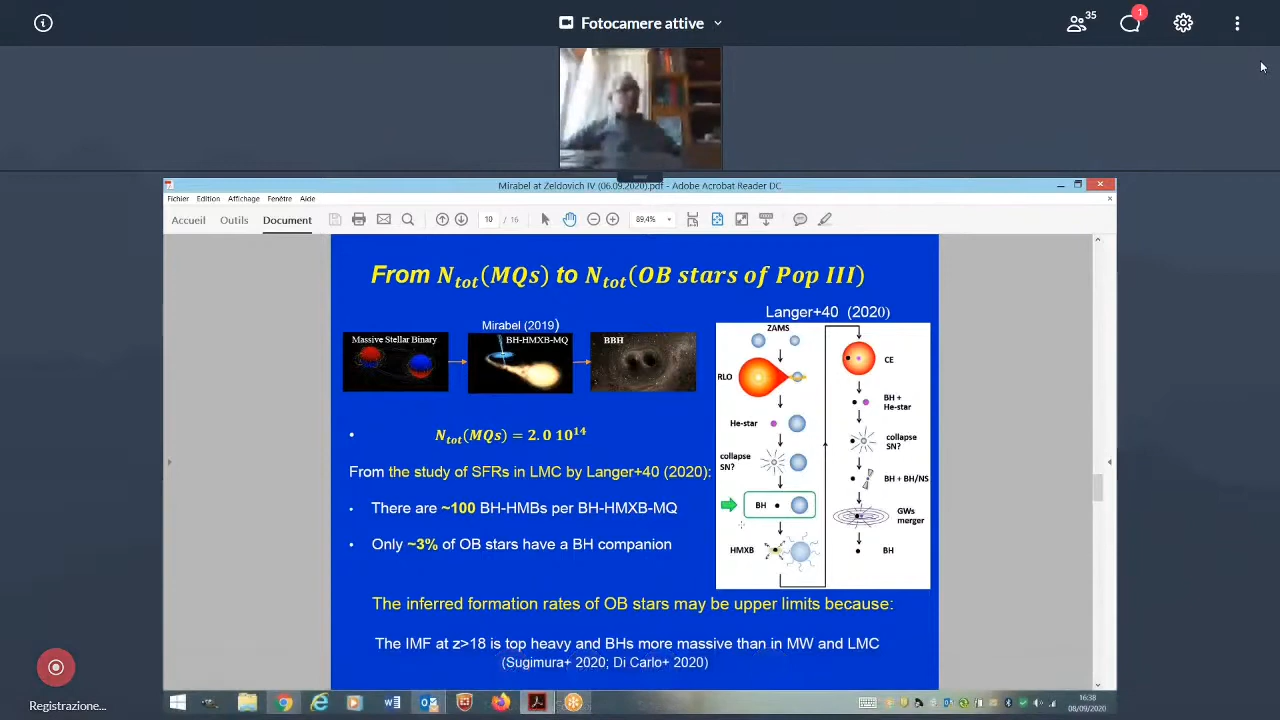 Fotocamere attive
35
1
Mirabel at Zeldovich IV (06.09.2020).pdf - Adobe Acrobat Reader DC
Fichier Edition Affichage Fenêtre Aide
Accueil Outils Document
10 / 16
89,4%
From N_tot(MQs) to N_tot(OB stars of Pop III)
Mirabel (2019)
Massive Stellar Binary
BH-HMXB-MQ
BBH
N_tot(MQs) = 2.0 10^14
From the study of SFRs in LMC by Langer+40 (2020):
• There are ~100 BH-HMBs per BH-HMXB-MQ
• Only ~3% of OB stars have a BH companion
Langer+40 (2020)
ZAMS
RLO
He-star
collapse
SN?
BH
HMXB
CE
BH +
He-star
collapse
SN?
BH + BH/NS
GWs
merger
BH
The inferred formation rates of OB stars may be upper limits because:
The IMF at z>18 is top heavy and BHs more massive than in MW and LMC
(Sugimura+ 2020; Di Carlo+ 2020)
Registrazione...
16:38
08/09/2020